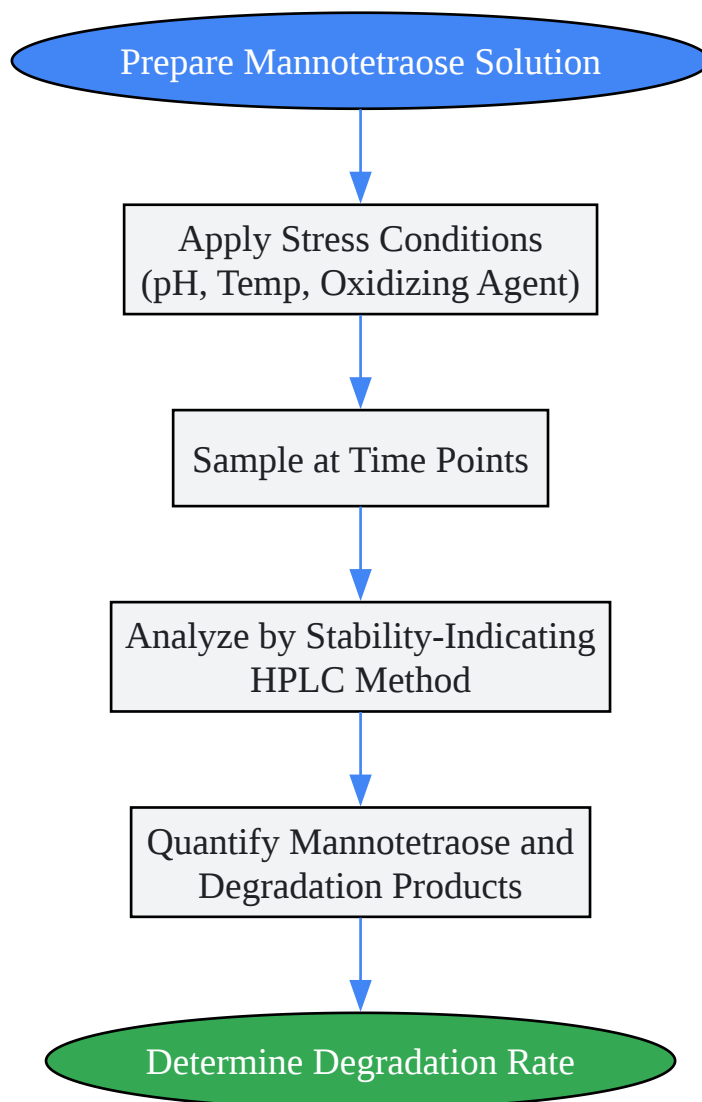 Prepare Mannotetraose Solution
Apply Stress Conditions
(pH, Temp, Oxidizing Agent)
Sample at Time Points
Analyze by Stability-Indicating
HPLC Method
Quantify Mannotetraose and
Degradation Products
Determine Degradation Rate